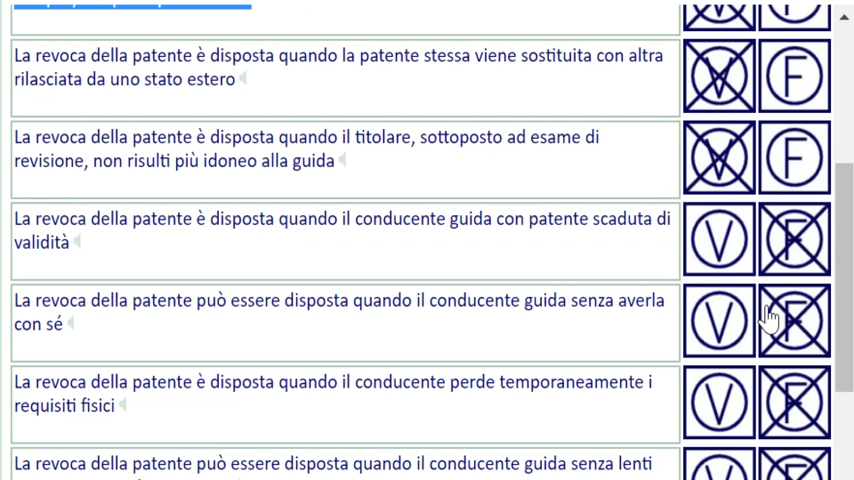 La revoca della patente è disposta quando la patente stessa viene sostituita con altra
rilasciata da uno stato estero
V F
La revoca della patente è disposta quando il titolare, sottoposto ad esame di
revisione, non risulti più idoneo alla guida
V F
La revoca della patente è disposta quando il conducente guida con patente scaduta di
validità
V F
La revoca della patente può essere disposta quando il conducente guida senza averla
con sé
V F
La revoca della patente è disposta quando il conducente perde temporaneamente i
requisiti fisici
V F
La revoca della patente può essere disposta quando il conducente guida senza lenti